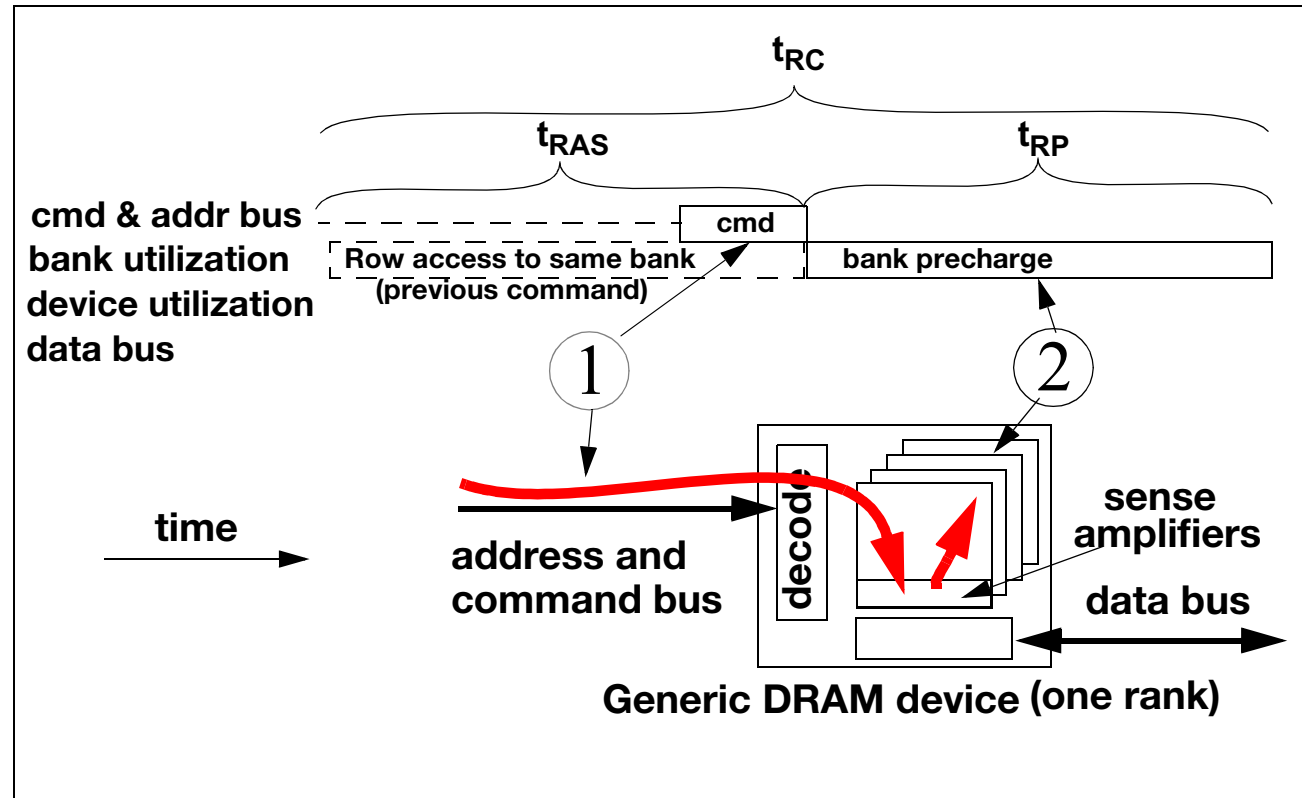 tRC
tRAS
tRP
cmd & addr bus
cmd
bank utilization
Row access to same bank
bank precharge
(previous command)
device utilization
data bus
1
2
time
address and
command bus
decode
sense
amplifiers
data bus
Generic DRAM device (one rank)